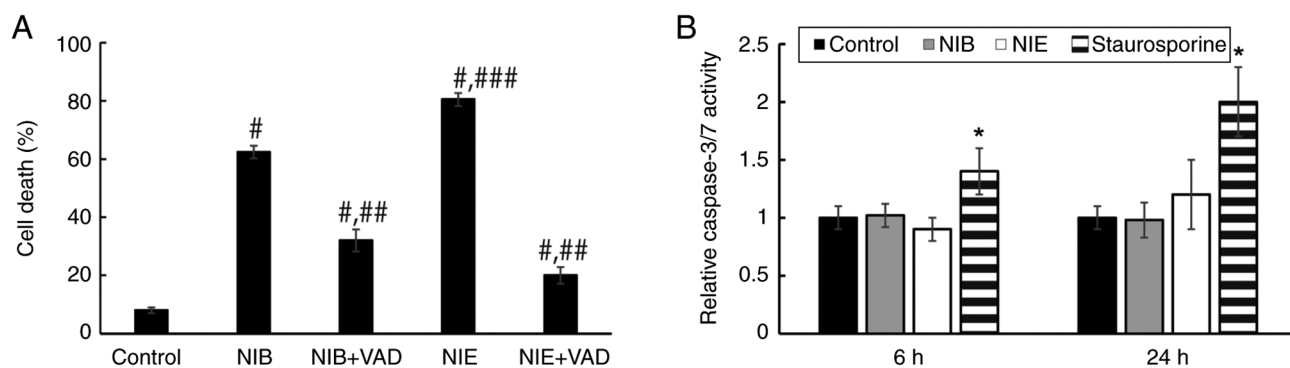 A
Cell death (%)
100
80
60
40
20
0
#
#,##
#,###
#,##
Control NIB NIB+VAD NIE NIE+VAD
B
Relative caspase-3/7 activity
Control NIB NIE Staurosporine
2.5
2
1.5
1
0.5
0
*
*
6 h 24 h